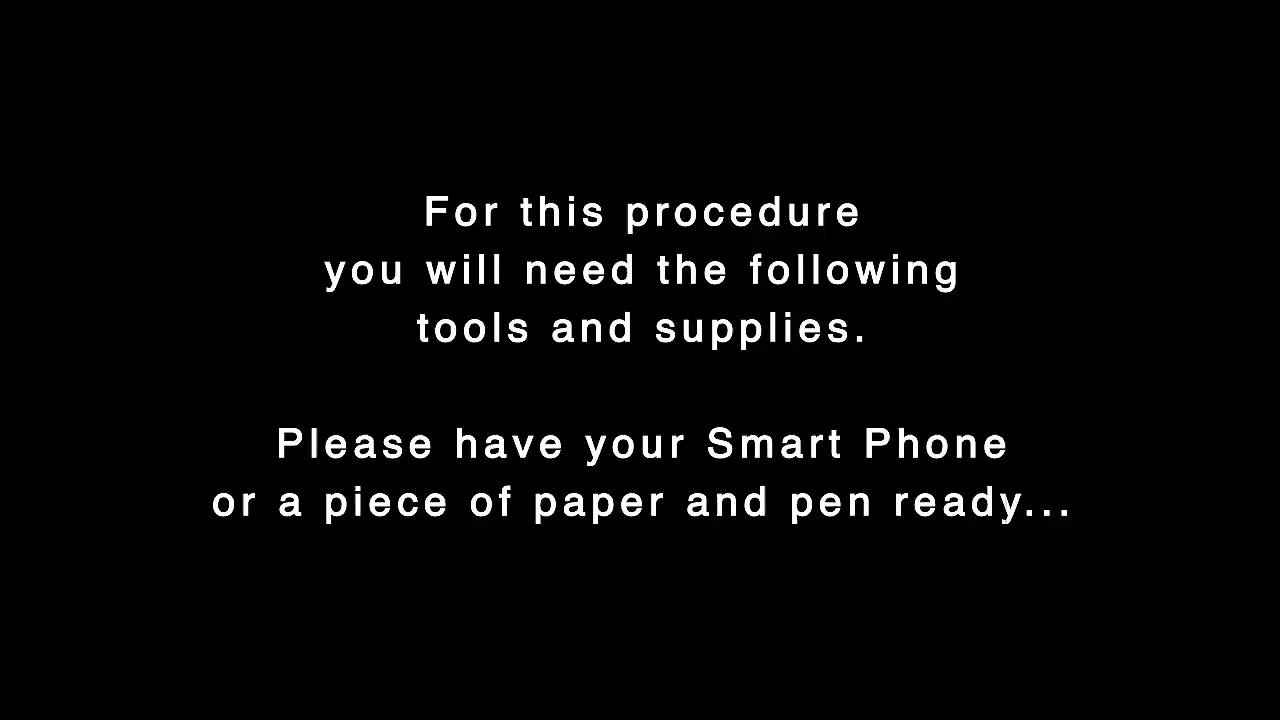 For this procedure
you will need the following
tools and supplies.
Please have your Smart Phone
or a piece of paper and pen ready...